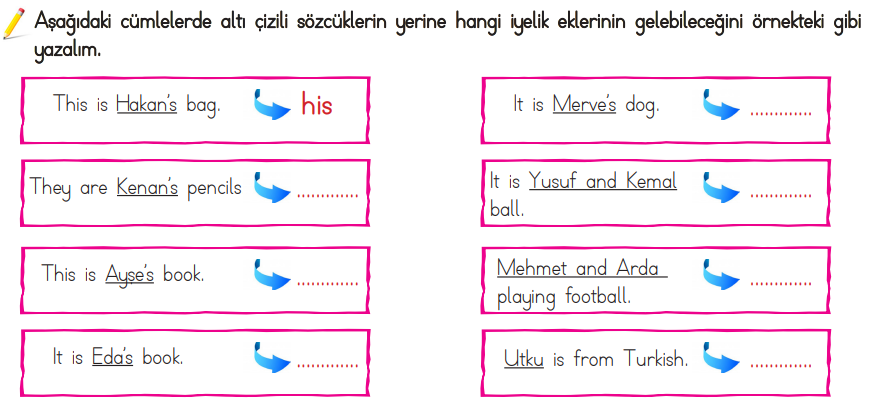 Aşağıdaki cümlelerde altı çizili sözcüklerin yerine hangi iyelik eklerinin gelebileceğini örnekteki gibi
yazalım.
This is Hakan's bag. his
They are Kenan's pencils .............
This is Ayşe's book. .............
It is Eda's book. .............
It is Merve's dog. .............
It is Yusuf and Kemal .............
ball.
Mehmet and Arda .............
playing football.
Utku is from Turkish. .............